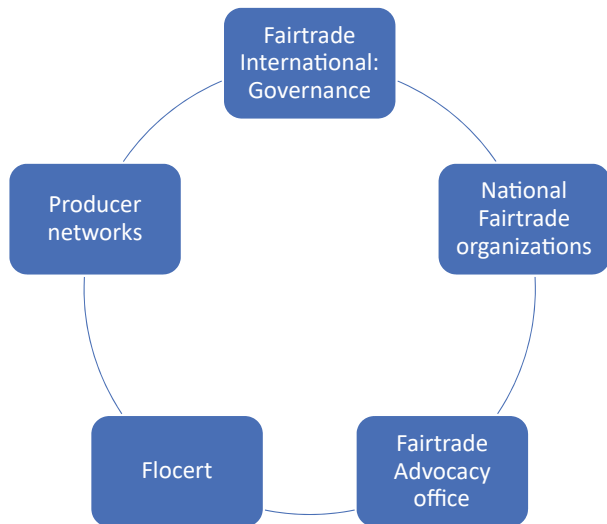 Fairtrade
International:
Governance
National
Fairtrade
organizations
Fairtrade
Advocacy
office
Flocert
Producer
networks